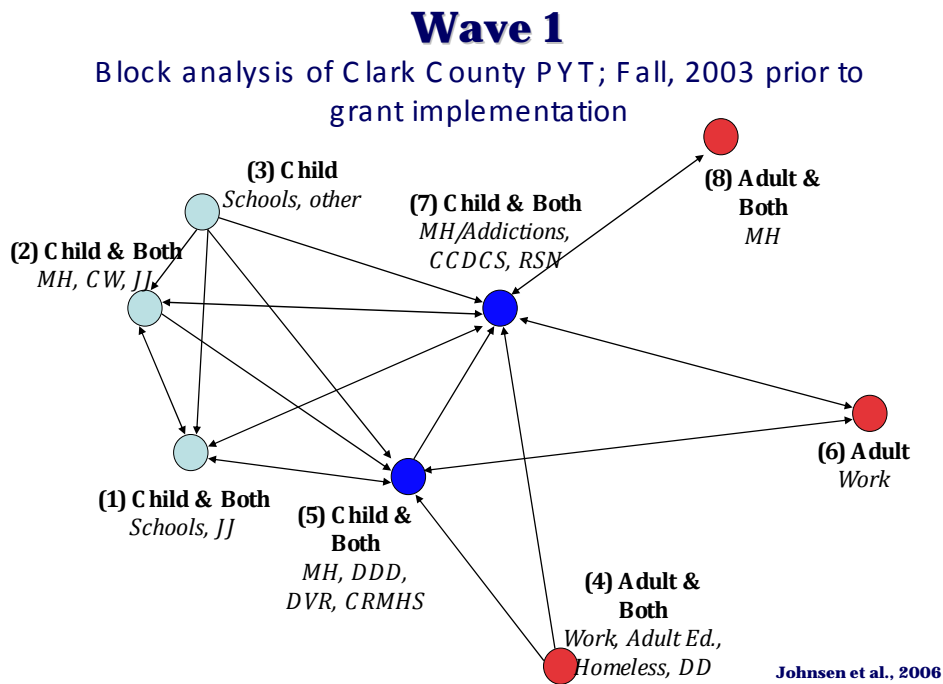 Wave 1
Block analysis of Clark County PYT; Fall, 2003 prior to
grant implementation
(3) Child
Schools, other
(2) Child & Both
MH, CW, JJ
(7) Child & Both
MH/Addictions,
CCDCS, RSN
(8) Adult &
Both
MH
(6) Adult
Work
(1) Child & Both
Schools, JJ
(5) Child &
Both
MH, DDD,
DVR, CRMHS
(4) Adult &
Both
Work, Adult Ed.,
Homeless, DD
Johnsen et al., 2006